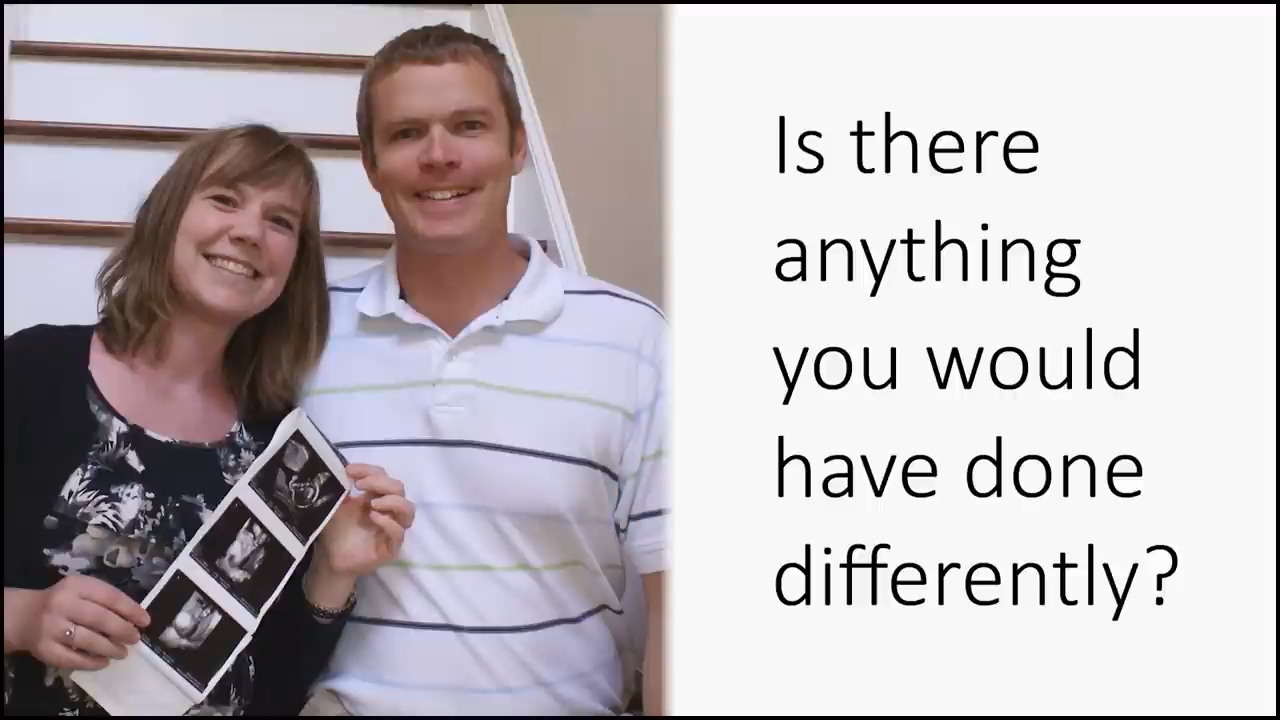 Is there
anything
you would
have done
differently?